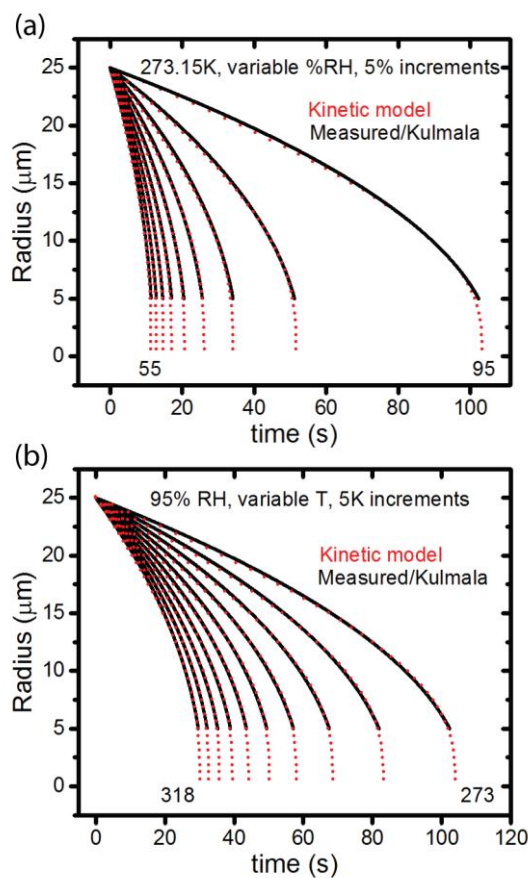 (a)
273.15K, variable %RH, 5% increments
Kinetic model
Measured/Kulmala
Radius (μm)
25
20
15
10
5
0
55
95
0 20 40 60 80 100
time (s)
(b)
95% RH, variable T, 5K increments
Kinetic model
Measured/Kulmala
Radius (μm)
25
20
15
10
5
0
318
273
0 20 40 60 80 100 120
time (s)